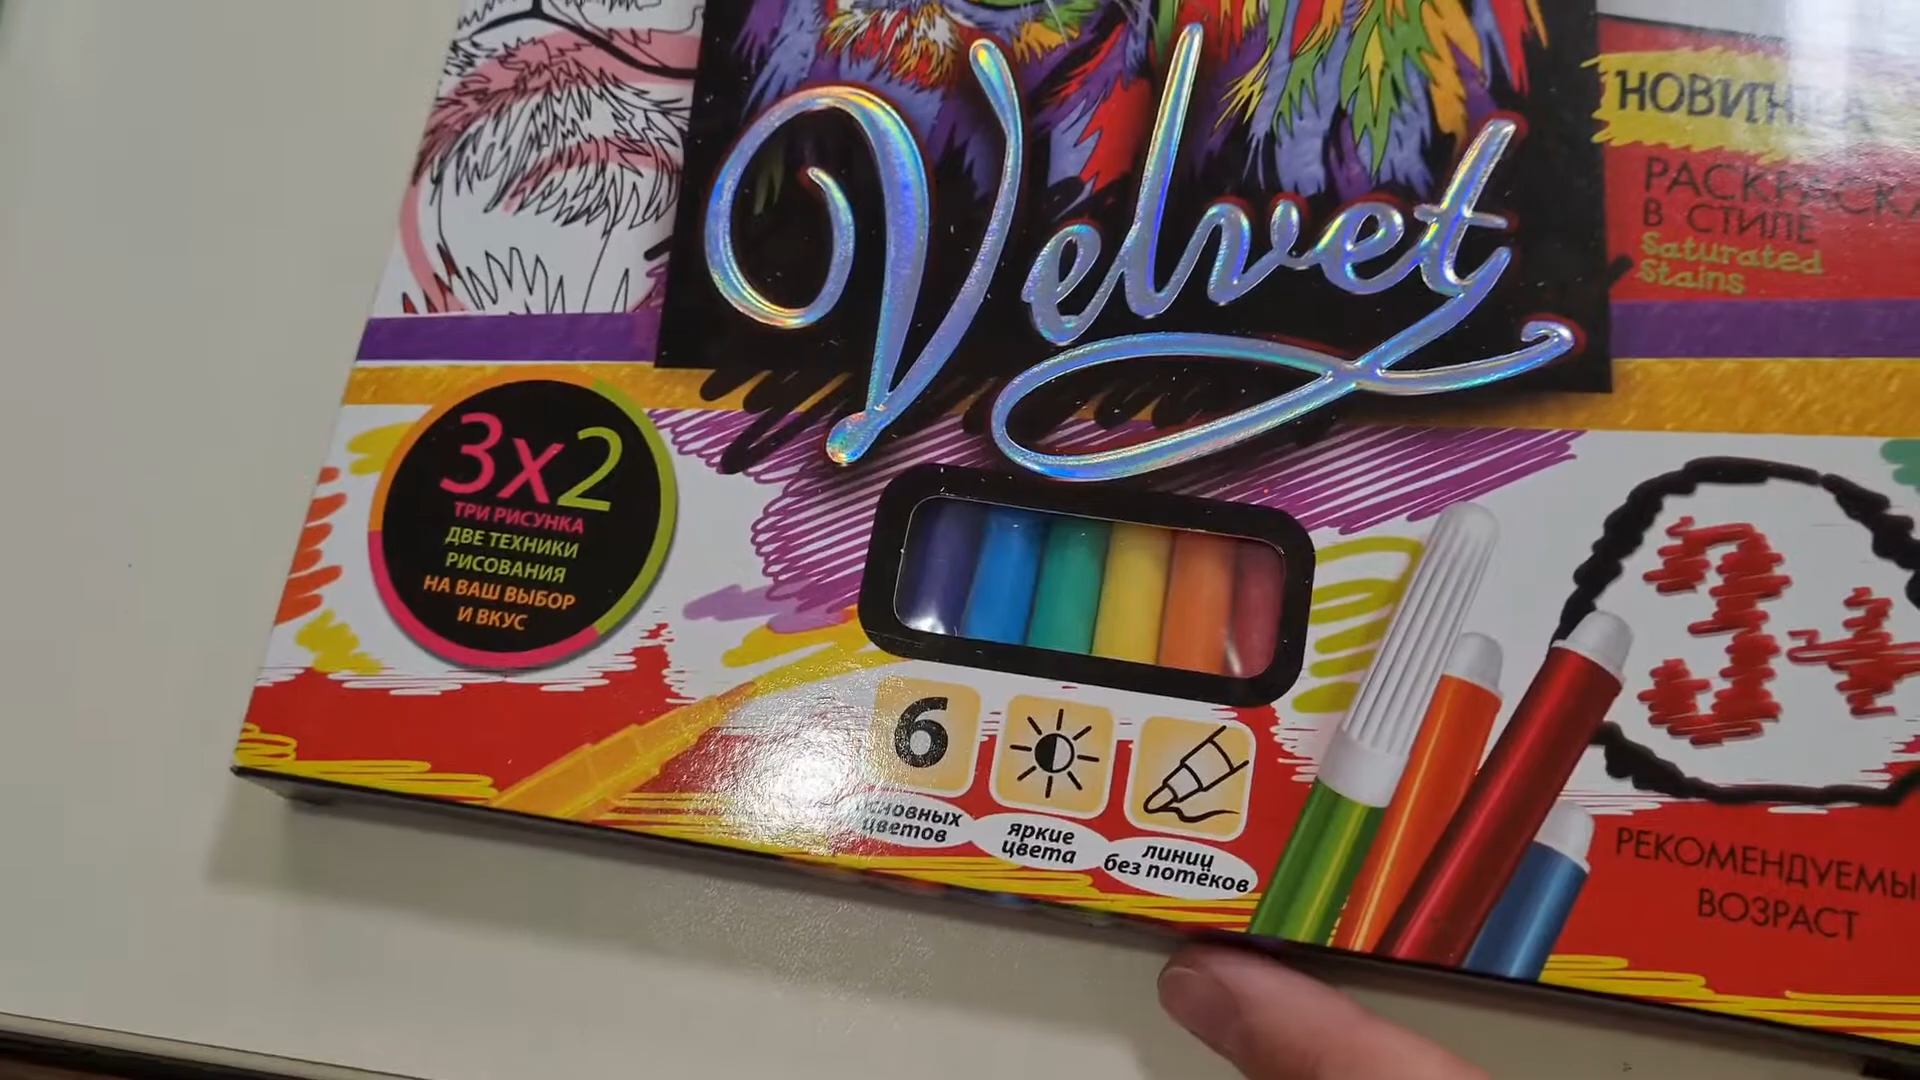 Velvet
НОВИНКА
РАСКРАСКА
В СТИЛЕ
Saturated
Stains
3х2
ТРИ РИСУНКА
ДВЕ ТЕХНИКИ
РИСОВАНИЯ
НА ВАШ ВЫБОР
И ВКУС
6
основных
цветов
яркие
цвета
линии
без потёков
3+
РЕКОМЕНДУЕМЫ
ВОЗРАСТ